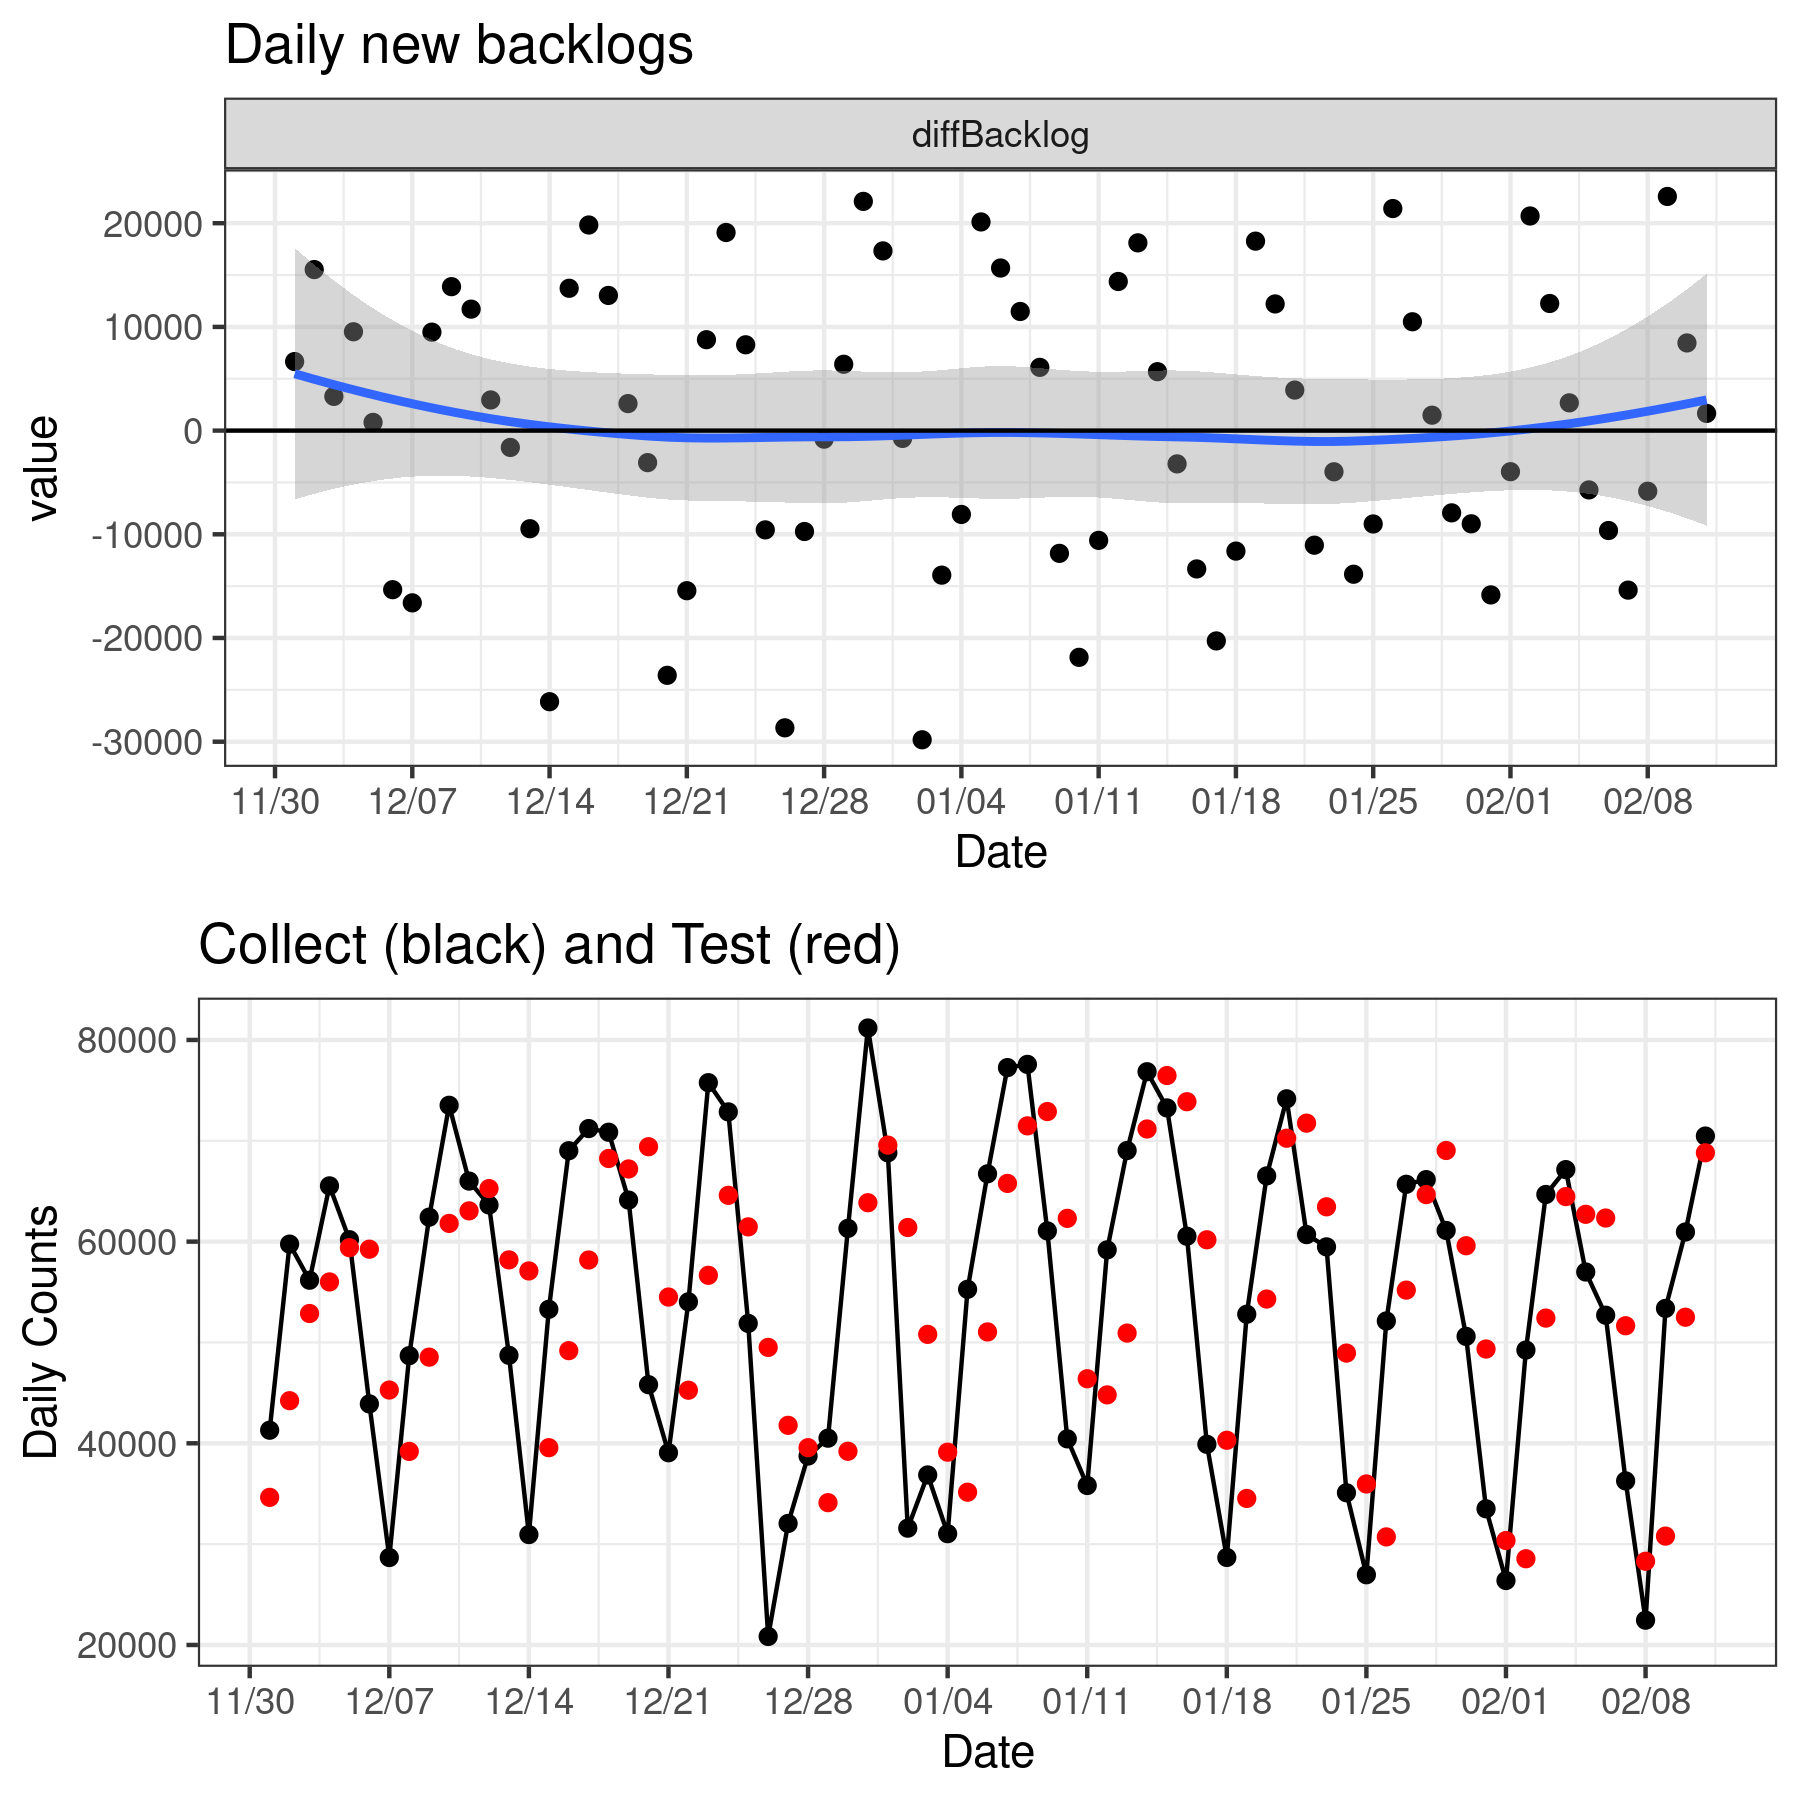 Daily new backlogs
diffBacklog
value
20000
10000
0
-10000
-20000
-30000
11/30 12/07 12/14 12/21 12/28 01/04 01/11 01/18 01/25 02/01 02/08
Date
Collect (black) and Test (red)
Daily Counts
80000
60000
40000
20000
11/30 12/07 12/14 12/21 12/28 01/04 01/11 01/18 01/25 02/01 02/08
Date